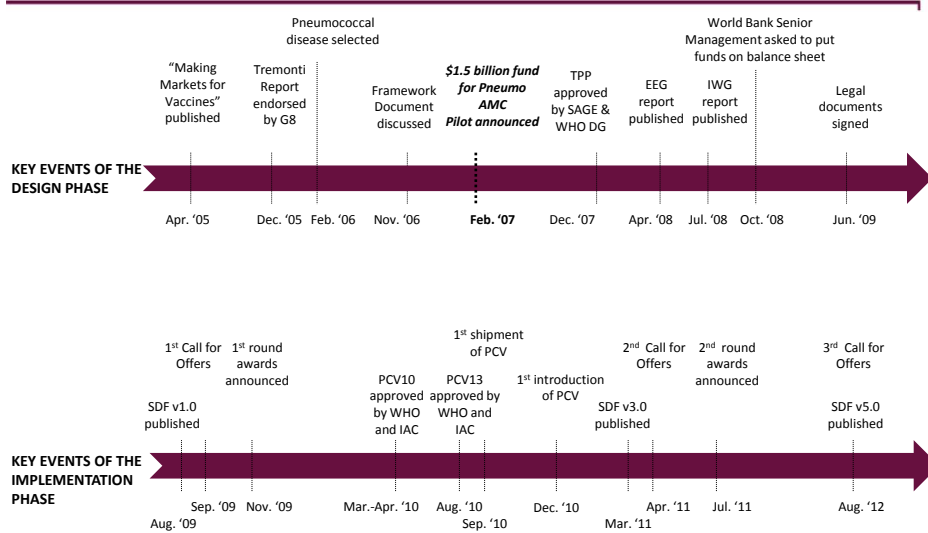 Pneumococcal
disease selected
World Bank Senior
Management asked to put
funds on balance sheet
“Making
Markets for
Vaccines”
published
Tremonti
Report
endorsed
by G8
Framework
Document
discussed
$1.5 billion fund
for Pneumo
AMC
Pilot announced
TPP
approved
by SAGE &
WHO DG
EEG
report
published
IWG
report
published
Legal
documents
signed
KEY EVENTS OF THE
DESIGN PHASE
Apr. ‘05
Dec. ‘05
Feb. ‘06
Nov. ‘06
Feb. ‘07
Dec. ‘07
Apr. ‘08
Jul. ‘08
Oct. ‘08
Jun. ‘09
1st Call for
Offers
1st round
awards
announced
1st shipment
of PCV
2nd Call for
Offers
2nd round
awards
announced
3rd Call for
Offers
SDF v1.0
published
PCV10
approved
by WHO
and IAC
PCV13
approved by
WHO and
IAC
1st introduction
of PCV
SDF v3.0
published
SDF v5.0
published
KEY EVENTS OF THE
IMPLEMENTATION
PHASE
Aug. ‘09
Sep. ‘09
Nov. ‘09
Mar.-Apr. ‘10
Aug. ‘10
Sep. ‘10
Dec. ‘10
Mar. ‘11
Apr. ‘11
Jul. ‘11
Aug. ‘12